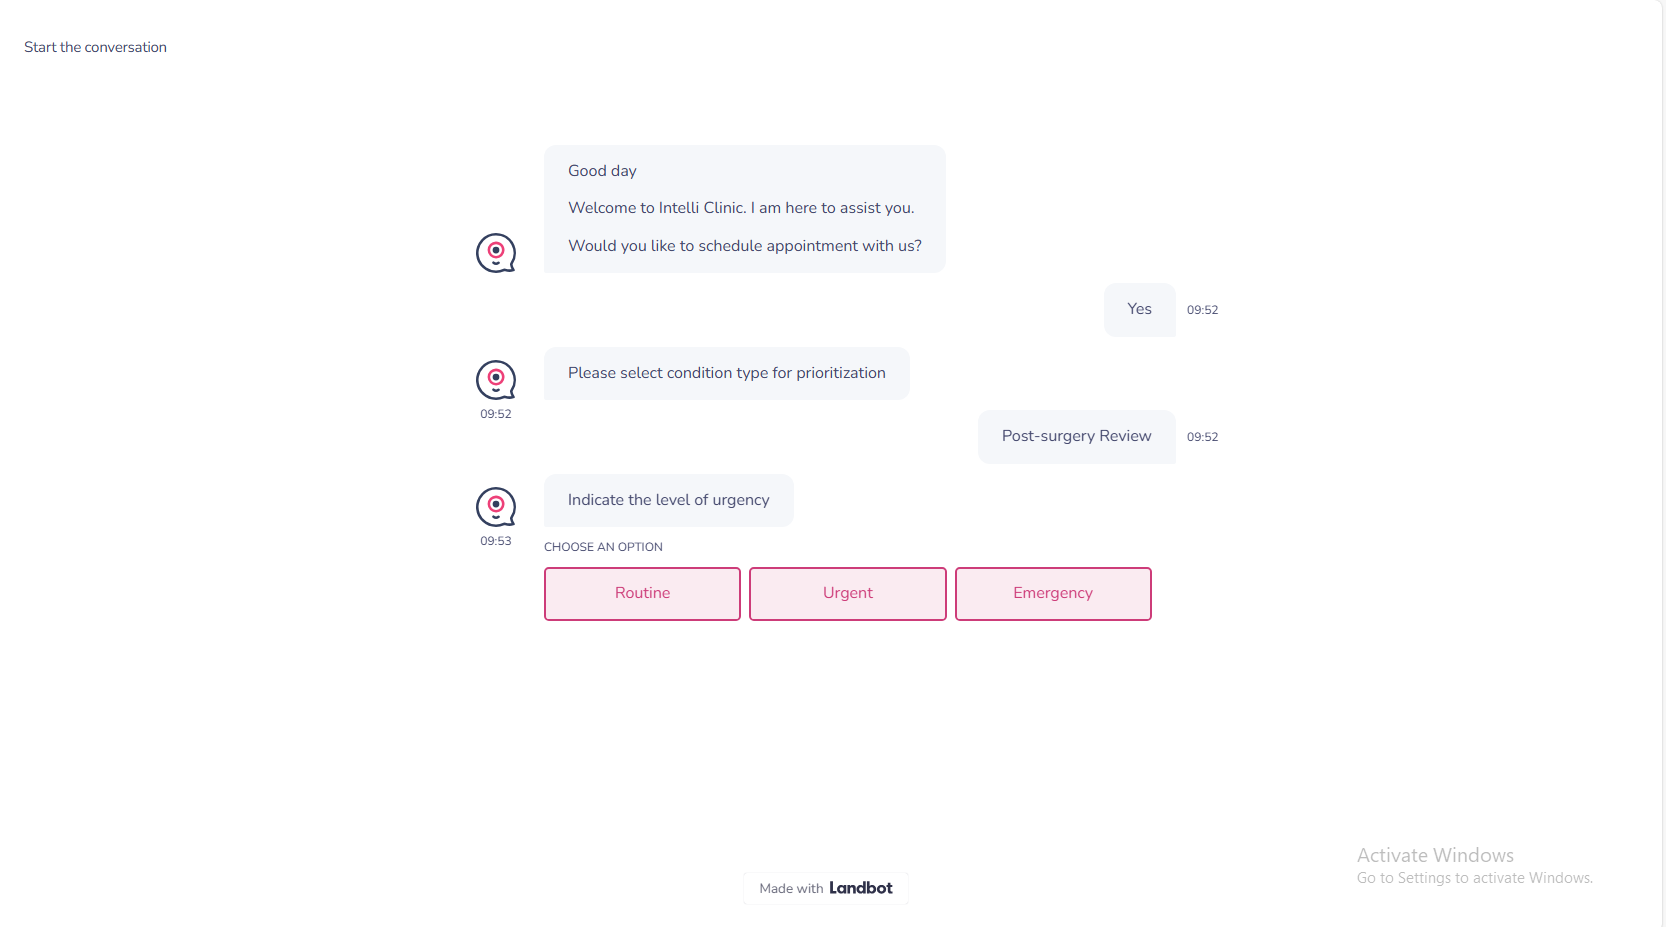 Start the conversation
Good day
Welcome to Intelli Clinic. I am here to assist you.
Would you like to schedule appointment with us?
Yes
09:52
Please select condition type for prioritization
09:52
Post-surgery Review
09:52
Indicate the level of urgency
09:53
CHOOSE AN OPTION
Routine
Urgent
Emergency
Activate Windows
Go to Settings to activate Windows.
Made with Landbot